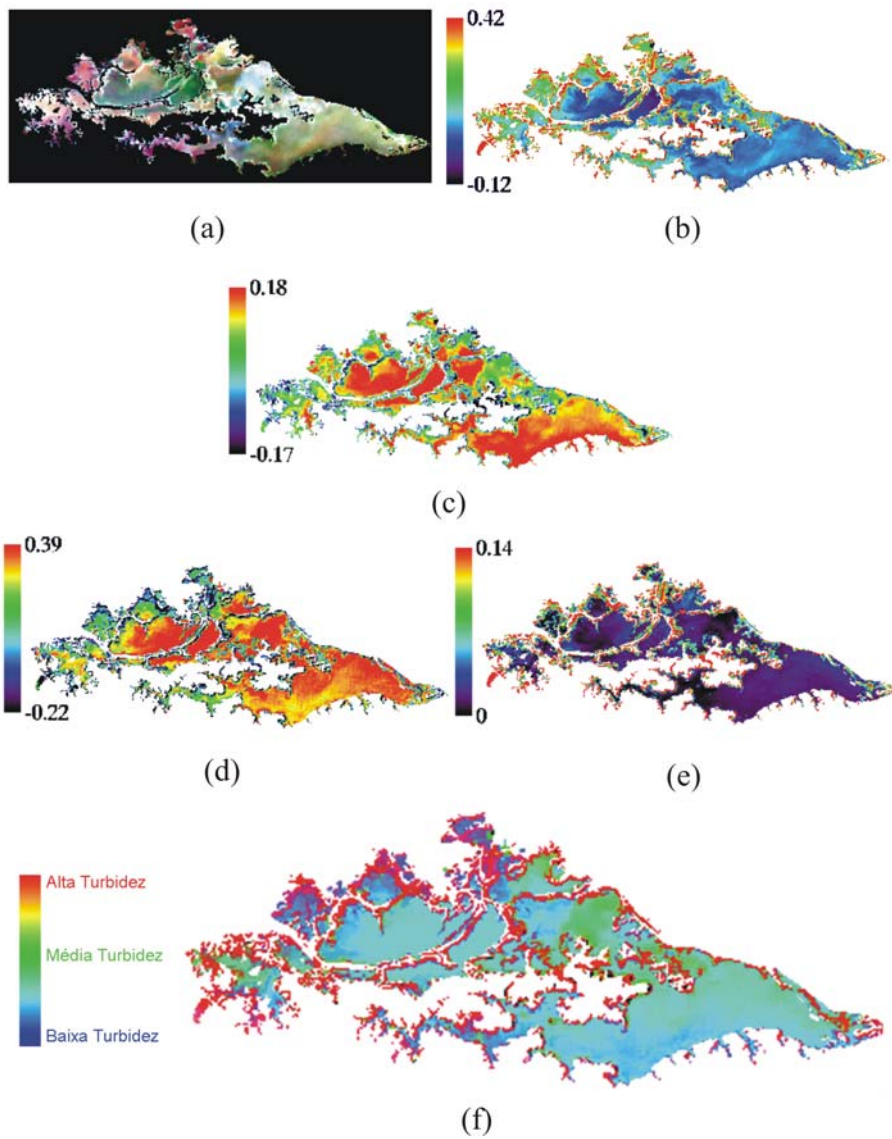 0.42
-0.12
(a)
(b)
0.18
-0.17
(c)
0.39
-0.22
0.14
0
(d)
(e)
Alta Turbidez
Média Turbidez
Baixa Turbidez
(f)